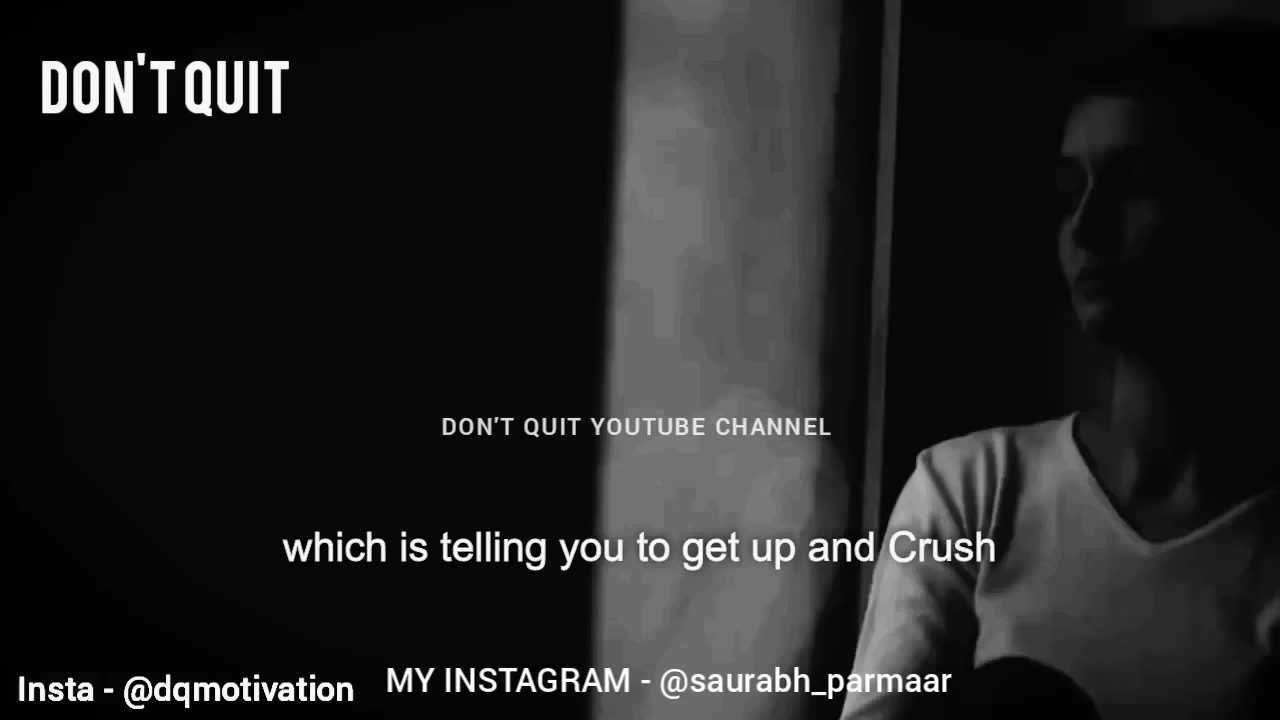 DON'T QUIT
DON'T QUIT YOUTUBE CHANNEL
which is telling you to get up and Crush
Insta - @dqmotivation
MY INSTAGRAM - @saurabh_parmaar